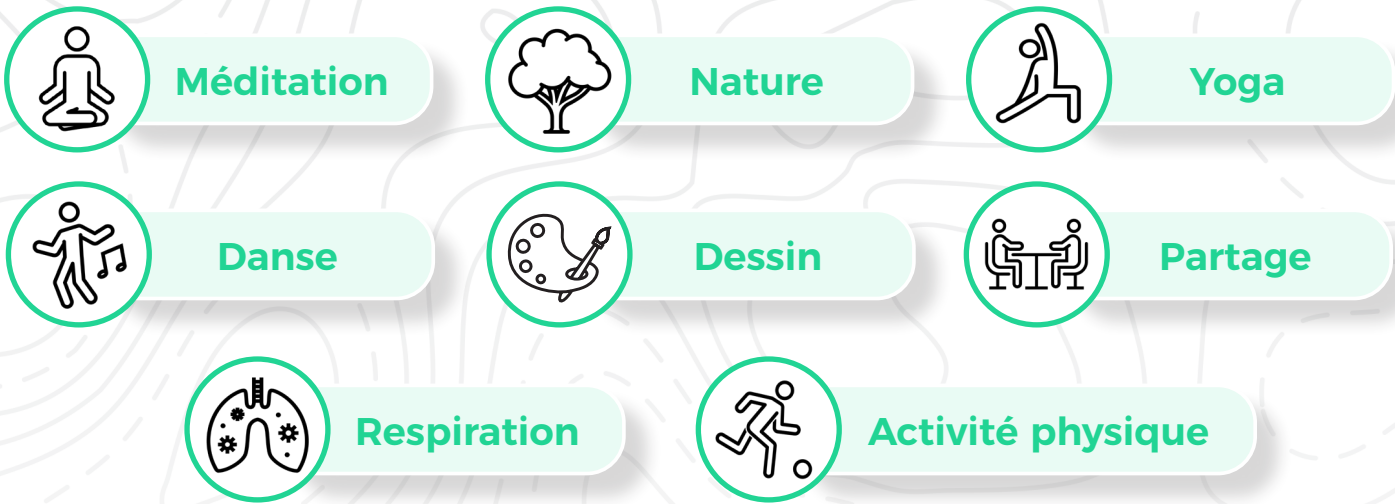 Méditation
Nature
Yoga
Danse
Dessin
Partage
Respiration
Activité physique